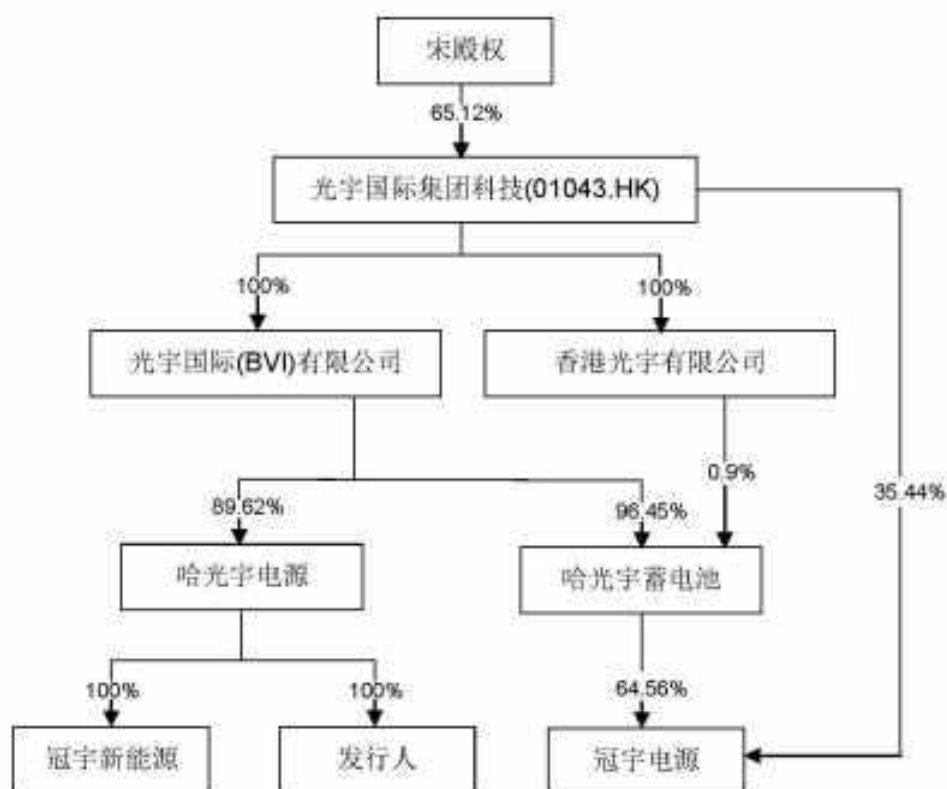 宋殿权
65.12%
光宇国际集团科技(01043.HK)
100%
100%
光宇国际(BVI)有限公司
香港光宇有限公司
0.9%
35.44%
89.62%
96.45%
哈光宇电源
哈光宇蓄电池
100%
100%
64.56%
冠宇新能源
发行人
冠宇电源